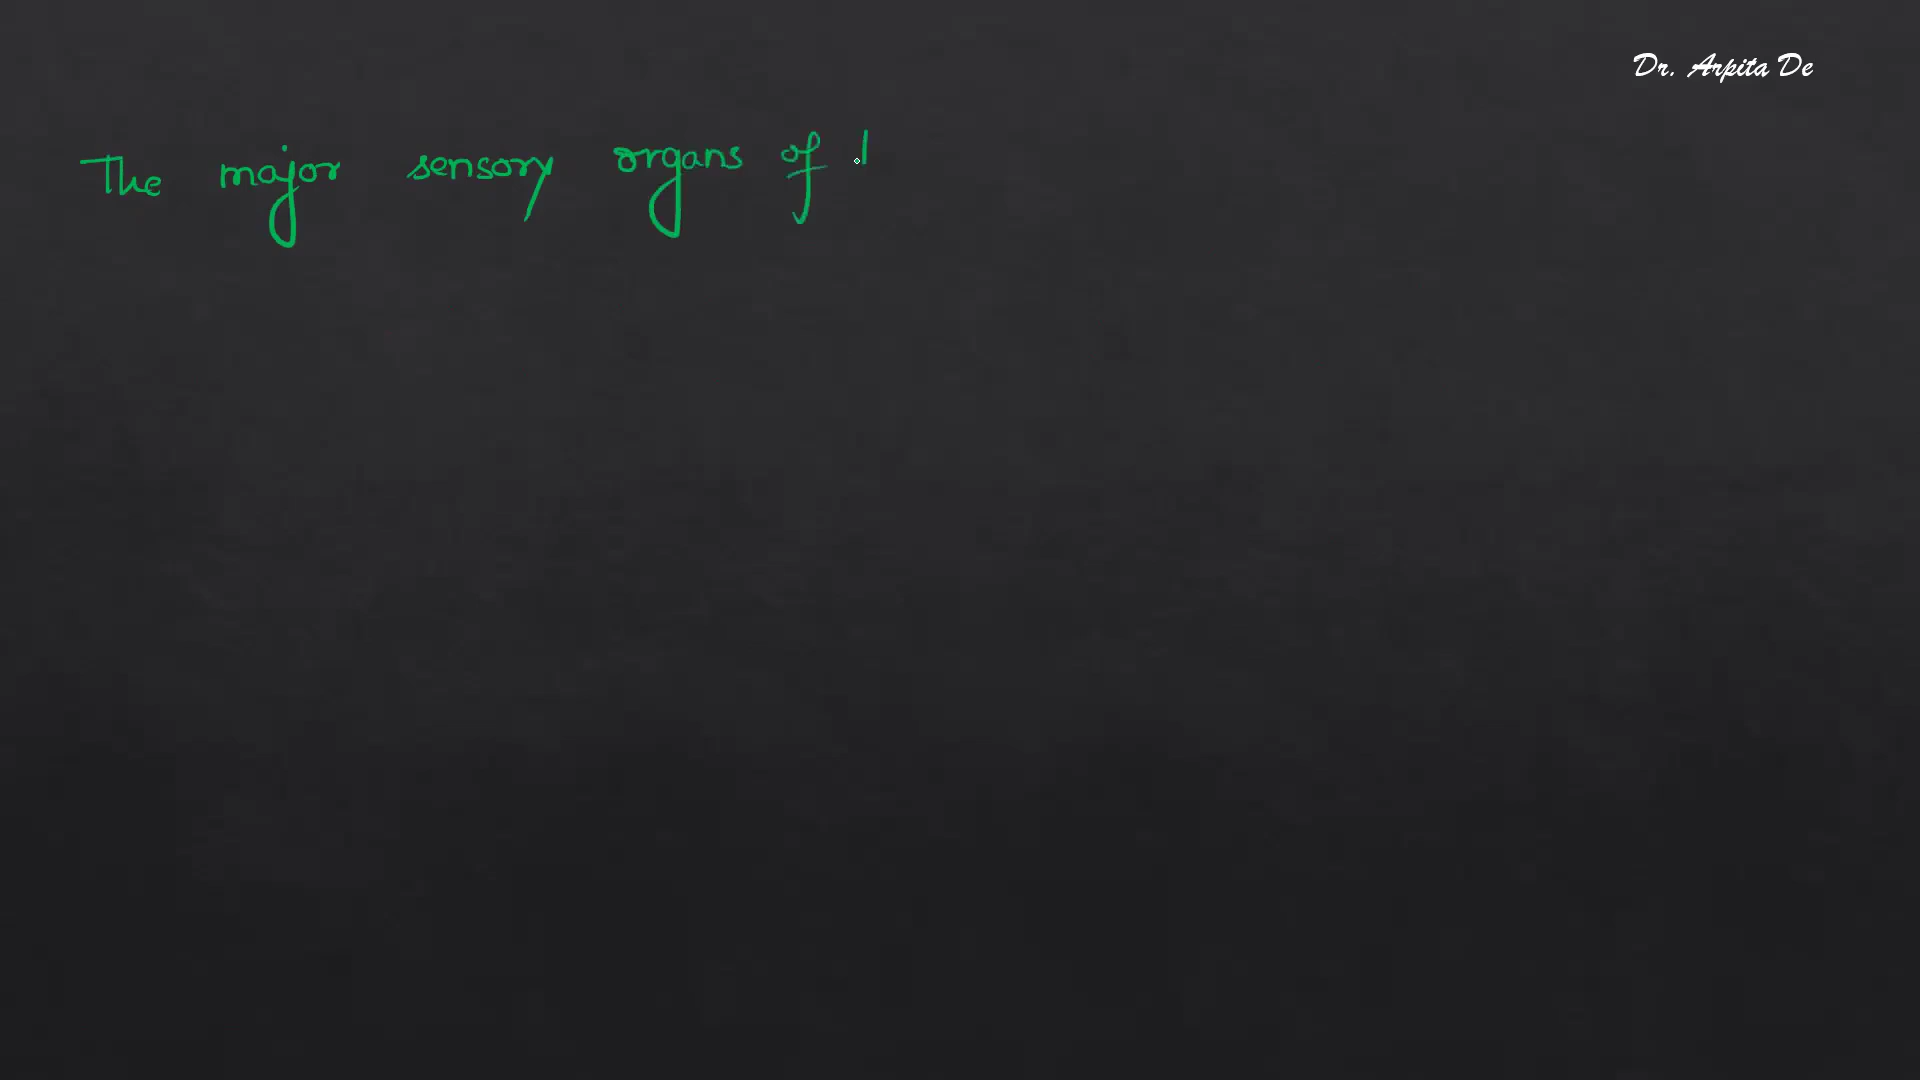 Dr. Arpita De
The major sensory organs of